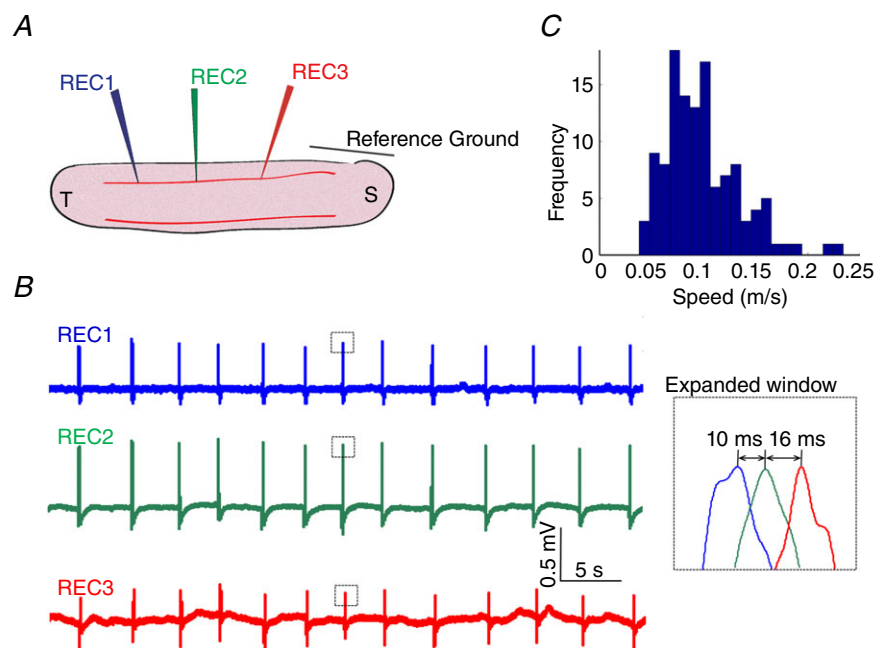 A
REC1
REC2
REC3
Reference Ground
T
S
C
15
10
5
0
Frequency
0 0.05 0.1 0.15 0.2 0.25
Speed (m/s)
B
REC1
REC2
REC3
0.5 mV
5 s
Expanded window
10 ms 16 ms